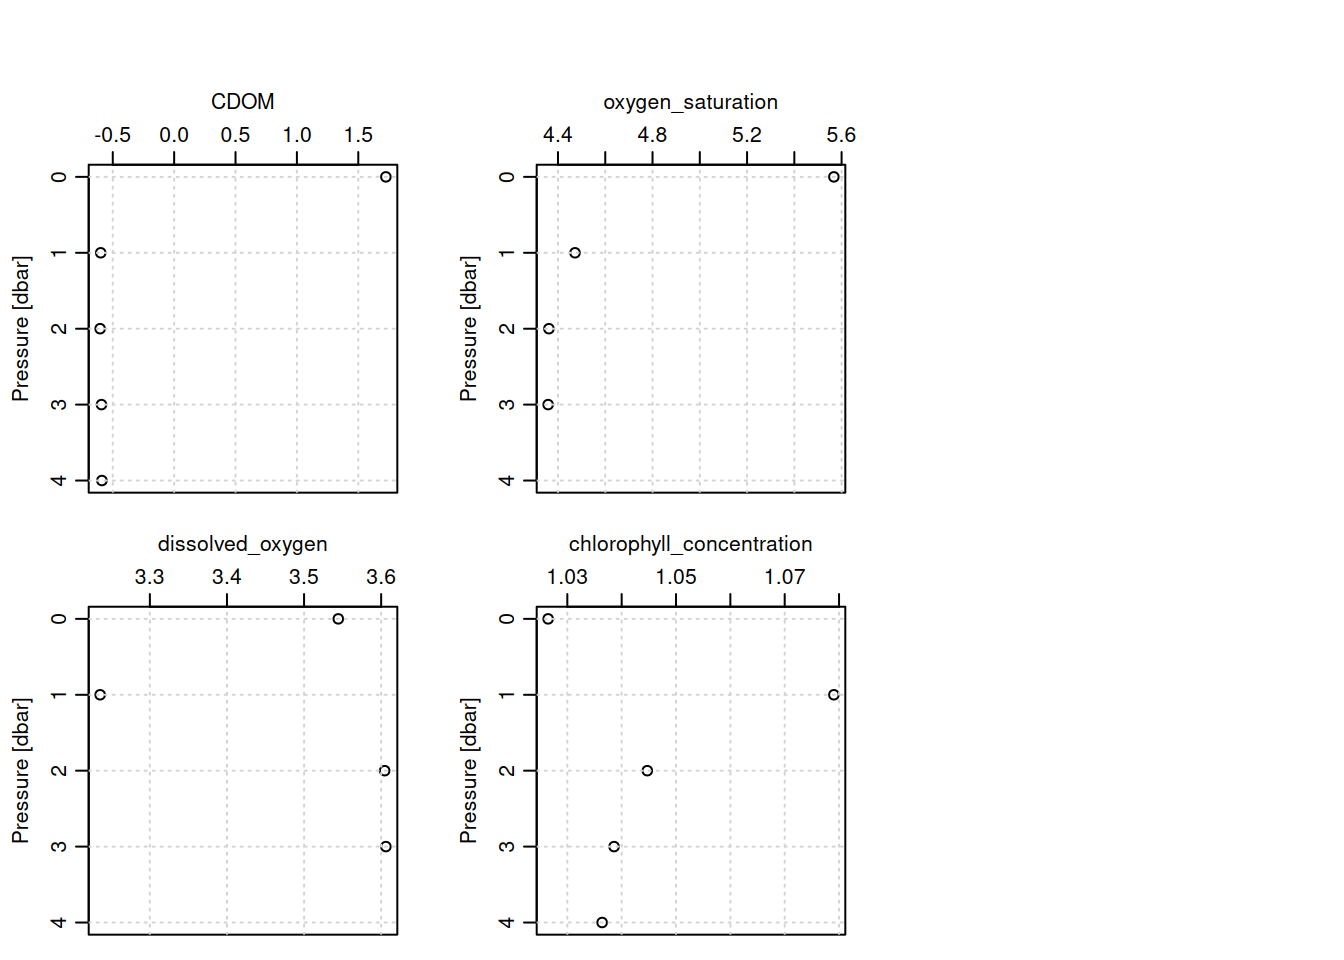 CDOM
-0.5 0.0 0.5 1.0 1.5
0
1
2
3
4
Pressure [dbar]
oxygen_saturation
4.4 4.8 5.2 5.6
0
1
2
3
4
Pressure [dbar]
dissolved_oxygen
3.3 3.4 3.5 3.6
0
1
2
3
4
Pressure [dbar]
chlorophyll_concentration
1.03 1.05 1.07
0
1
2
3
4
Pressure [dbar]